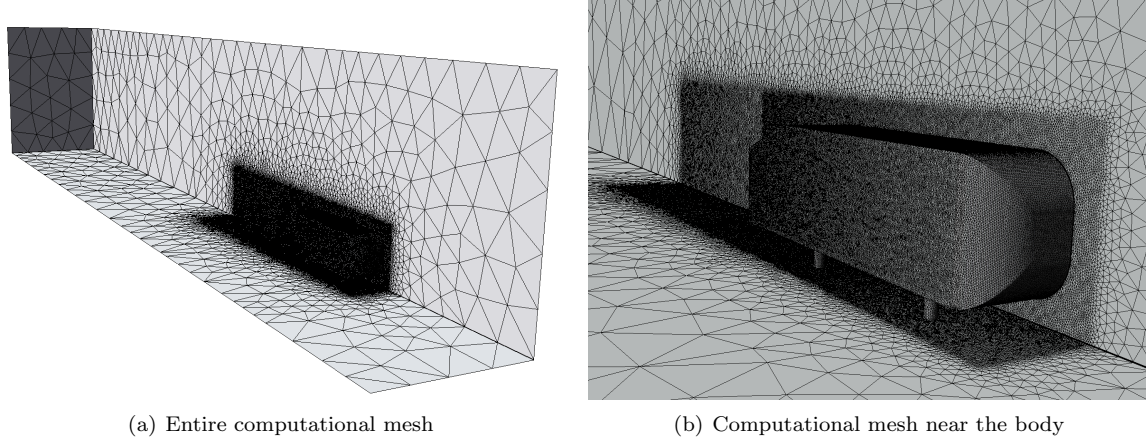 (a) Entire computational mesh
(b) Computational mesh near the body